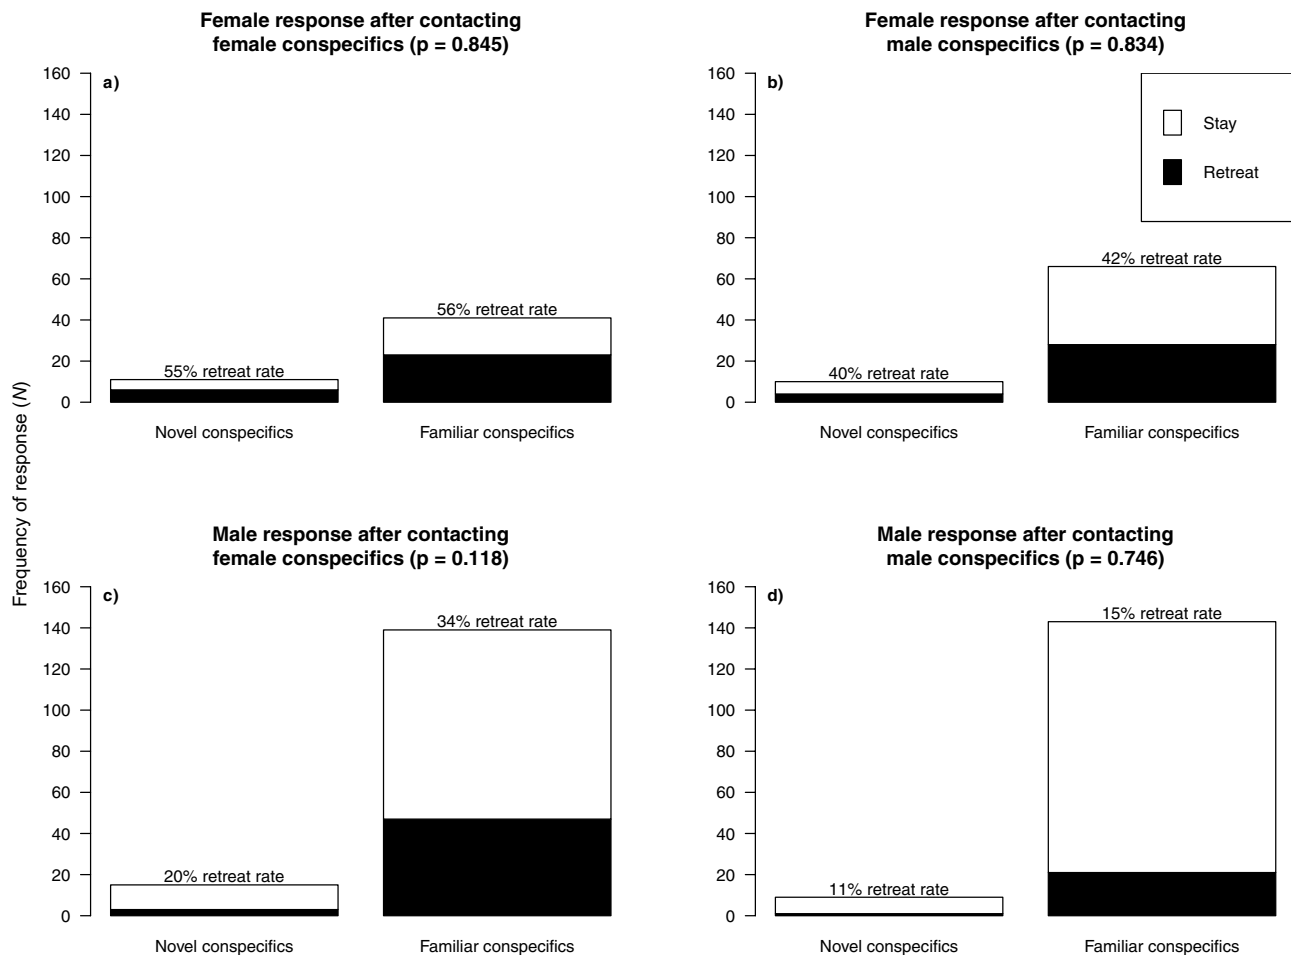 Female response after contacting
female conspecifics (p = 0.845)
a)
160
140
120
100
80
60
40
20
0
55% retreat rate
56% retreat rate
Novel conspecifics
Familiar conspecifics
Female response after contacting
male conspecifics (p = 0.834)
b)
160
140
120
100
80
60
40
20
0
Stay
Retreat
40% retreat rate
42% retreat rate
Novel conspecifics
Familiar conspecifics
Frequency of response (N)
Male response after contacting
female conspecifics (p = 0.118)
c)
160
140
120
100
80
60
40
20
0
20% retreat rate
34% retreat rate
Novel conspecifics
Familiar conspecifics
Male response after contacting
male conspecifics (p = 0.746)
d)
160
140
120
100
80
60
40
20
0
11% retreat rate
15% retreat rate
Novel conspecifics
Familiar conspecifics